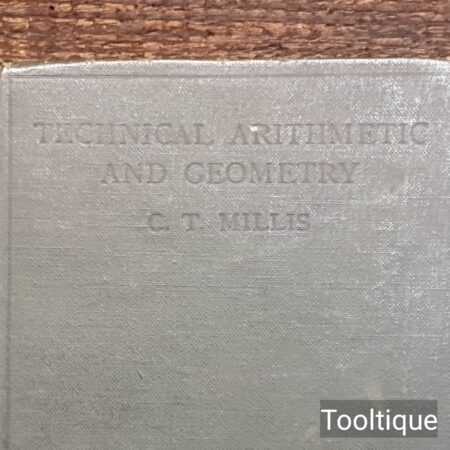 TECHNICAL ARITHMETIC
AND GEOMETRY
C. T. MILLIS
Tooltique